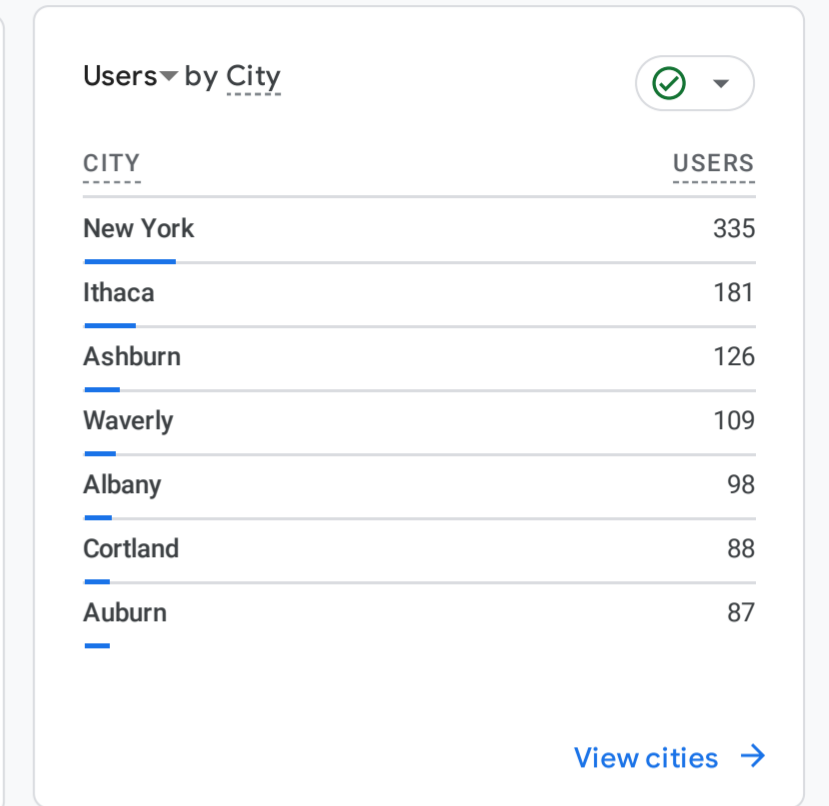 Users by City
CITY USERS
New York 335
Ithaca 181
Ashburn 126
Waverly 109
Albany 98
Cortland 88
Auburn 87
View cities